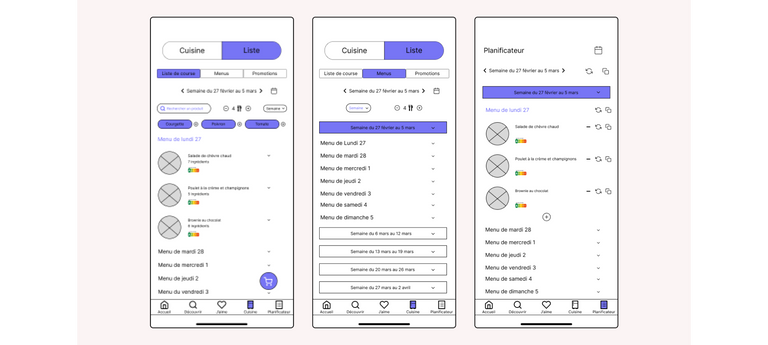 Cuisine Liste
Liste de course Menus Promotions
Semaine du 27 février au 5 mars
Rechercher un produit 4 Semaine
Courgette Poisson Tomate
Menu de lundi 27
Salade de chèvre chaud
7 ingrédients
Poulet à la crème et champignons
5 ingrédients
Brownie au chocolat
6 ingrédients
Menu de mardi 28
Menu de mercredi 1
Menu de jeudi 2
Menu du vendredi 3
Accueil Découvrir J'aime Cuisine Planificateur
Cuisine Liste
Liste de course Menus Promotions
Semaine du 27 février au 5 mars
Semaine 4
Semaine du 27 février au 5 mars
Menu de Lundi 27
Menu de mardi 28
Menu de mercredi 1
Menu de jeudi 2
Menu de vendredi 3
Menu de samedi 4
Menu de dimanche 5
Semaine du 6 mars au 12 mars
Semaine du 13 mars au 19 mars
Semaine du 20 mars au 26 mars
Semaine du 27 mars au 2 avril
Accueil Découvrir J'aime Cuisine Planificateur
Planificateur
Semaine du 27 février au 5 mars
Semaine du 27 février au 5 mars
Menu de lundi 27
Salade de chèvre chaud
Poulet à la crème et champignons
Brownie au chocolat
Menu de mardi 28
Menu de mercredi 1
Menu de jeudi 2
Menu de vendredi 3
Menu de samedi 4
Menu de dimanche 5
Accueil Découvrir J'aime Cuisine Planificateur